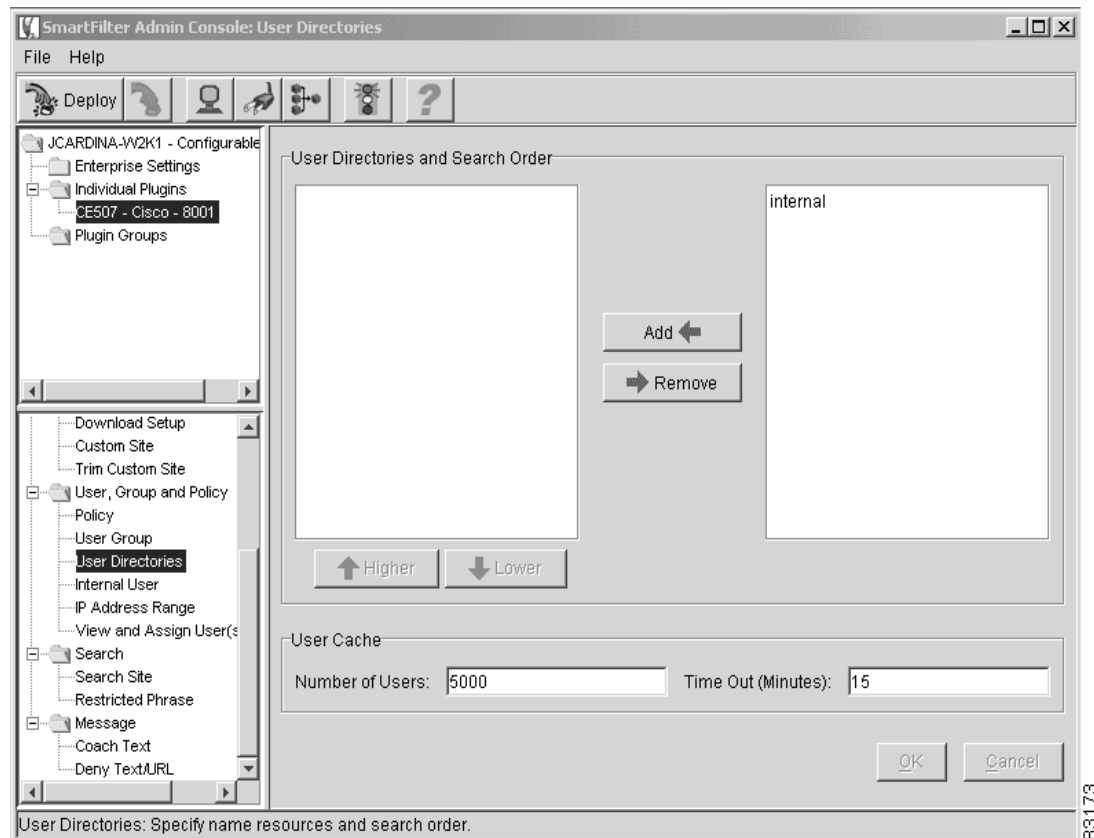 SmartFilter Admin Console: User Directories
File Help
Deploy
JCARDINA-W2K1 - Configurable
Enterprise Settings
Individual Plugins
CE507 - Cisco - 8001
Plugin Groups
Download Setup
Custom Site
Trim Custom Site
User, Group and Policy
Policy
User Group
User Directories
Internal User
IP Address Range
View and Assign User(s
Search
Search Site
Restricted Phrase
Message
Coach Text
Deny Text/URL
User Directories and Search Order
internal
Add
Remove
Higher
Lower
User Cache
Number of Users: 5000
Time Out (Minutes): 15
OK
Cancel
User Directories: Specify name resources and search order.
83173